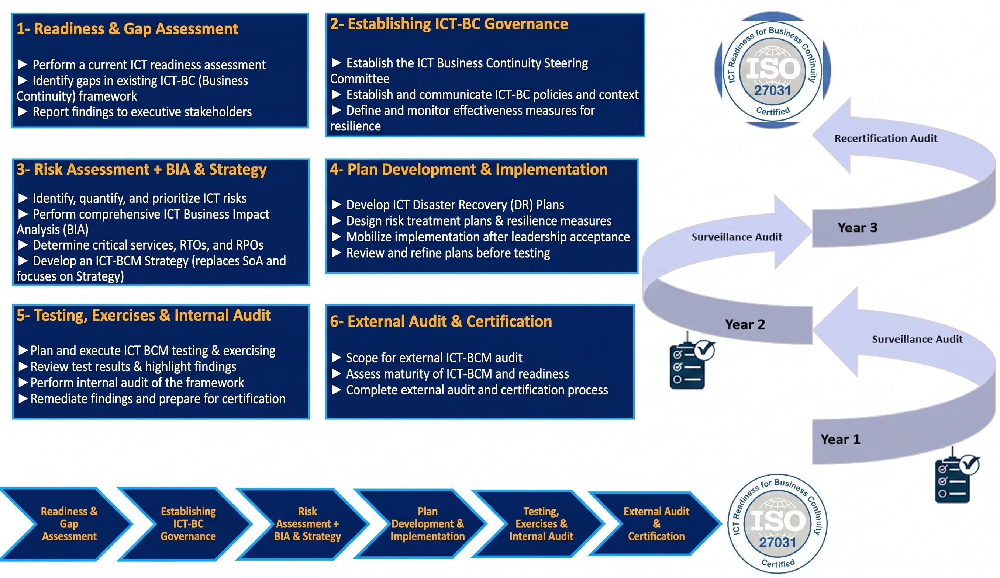 1- Readiness & Gap Assessment
► Perform a current ICT readiness assessment
► Identify gaps in existing ICT-BC (Business
Continuity) framework
► Report findings to executive stakeholders
2- Establishing ICT-BC Governance
► Establish the ICT Business Continuity Steering
Committee
► Establish and communicate ICT-BC policies and context
► Define and monitor effectiveness measures for
resilience
3- Risk Assessment + BIA & Strategy
► Identify, quantify, and prioritize ICT risks
► Perform comprehensive ICT Business Impact
Analysis (BIA)
► Determine critical services, RTOs, and RPOs
► Develop an ICT-BCM Strategy (replaces SoA and
focuses on Strategy)
4- Plan Development & Implementation
► Develop ICT Disaster Recovery (DR) Plans
► Design risk treatment plans & resilience measures
► Mobilize implementation after leadership acceptance
► Review and refine plans before testing
5- Testing, Exercises & Internal Audit
►Plan and execute ICT BCM testing & exercising
►Review test results & highlight findings
►Perform internal audit of the framework
►Remediate findings and prepare for certification
6- External Audit & Certification
► Scope for external ICT-BCM audit
► Assess maturity of ICT-BCM and readiness
► Complete external audit and certification process
ICT Readiness for Business Continuity
ISO
27031
Certified
Recertification Audit
Year 3
Surveillance Audit
Year 2
Surveillance Audit
Year 1
Readiness &
Gap
Assessment
Establishing
ICT-BC
Governance
Risk
Assessment +
BIA & Strategy
Plan
Development &
Implementation
Testing,
Exercises &
Internal Audit
External Audit
&
Certification
ICT Readiness for Business Continuity
ISO
27031
Certified